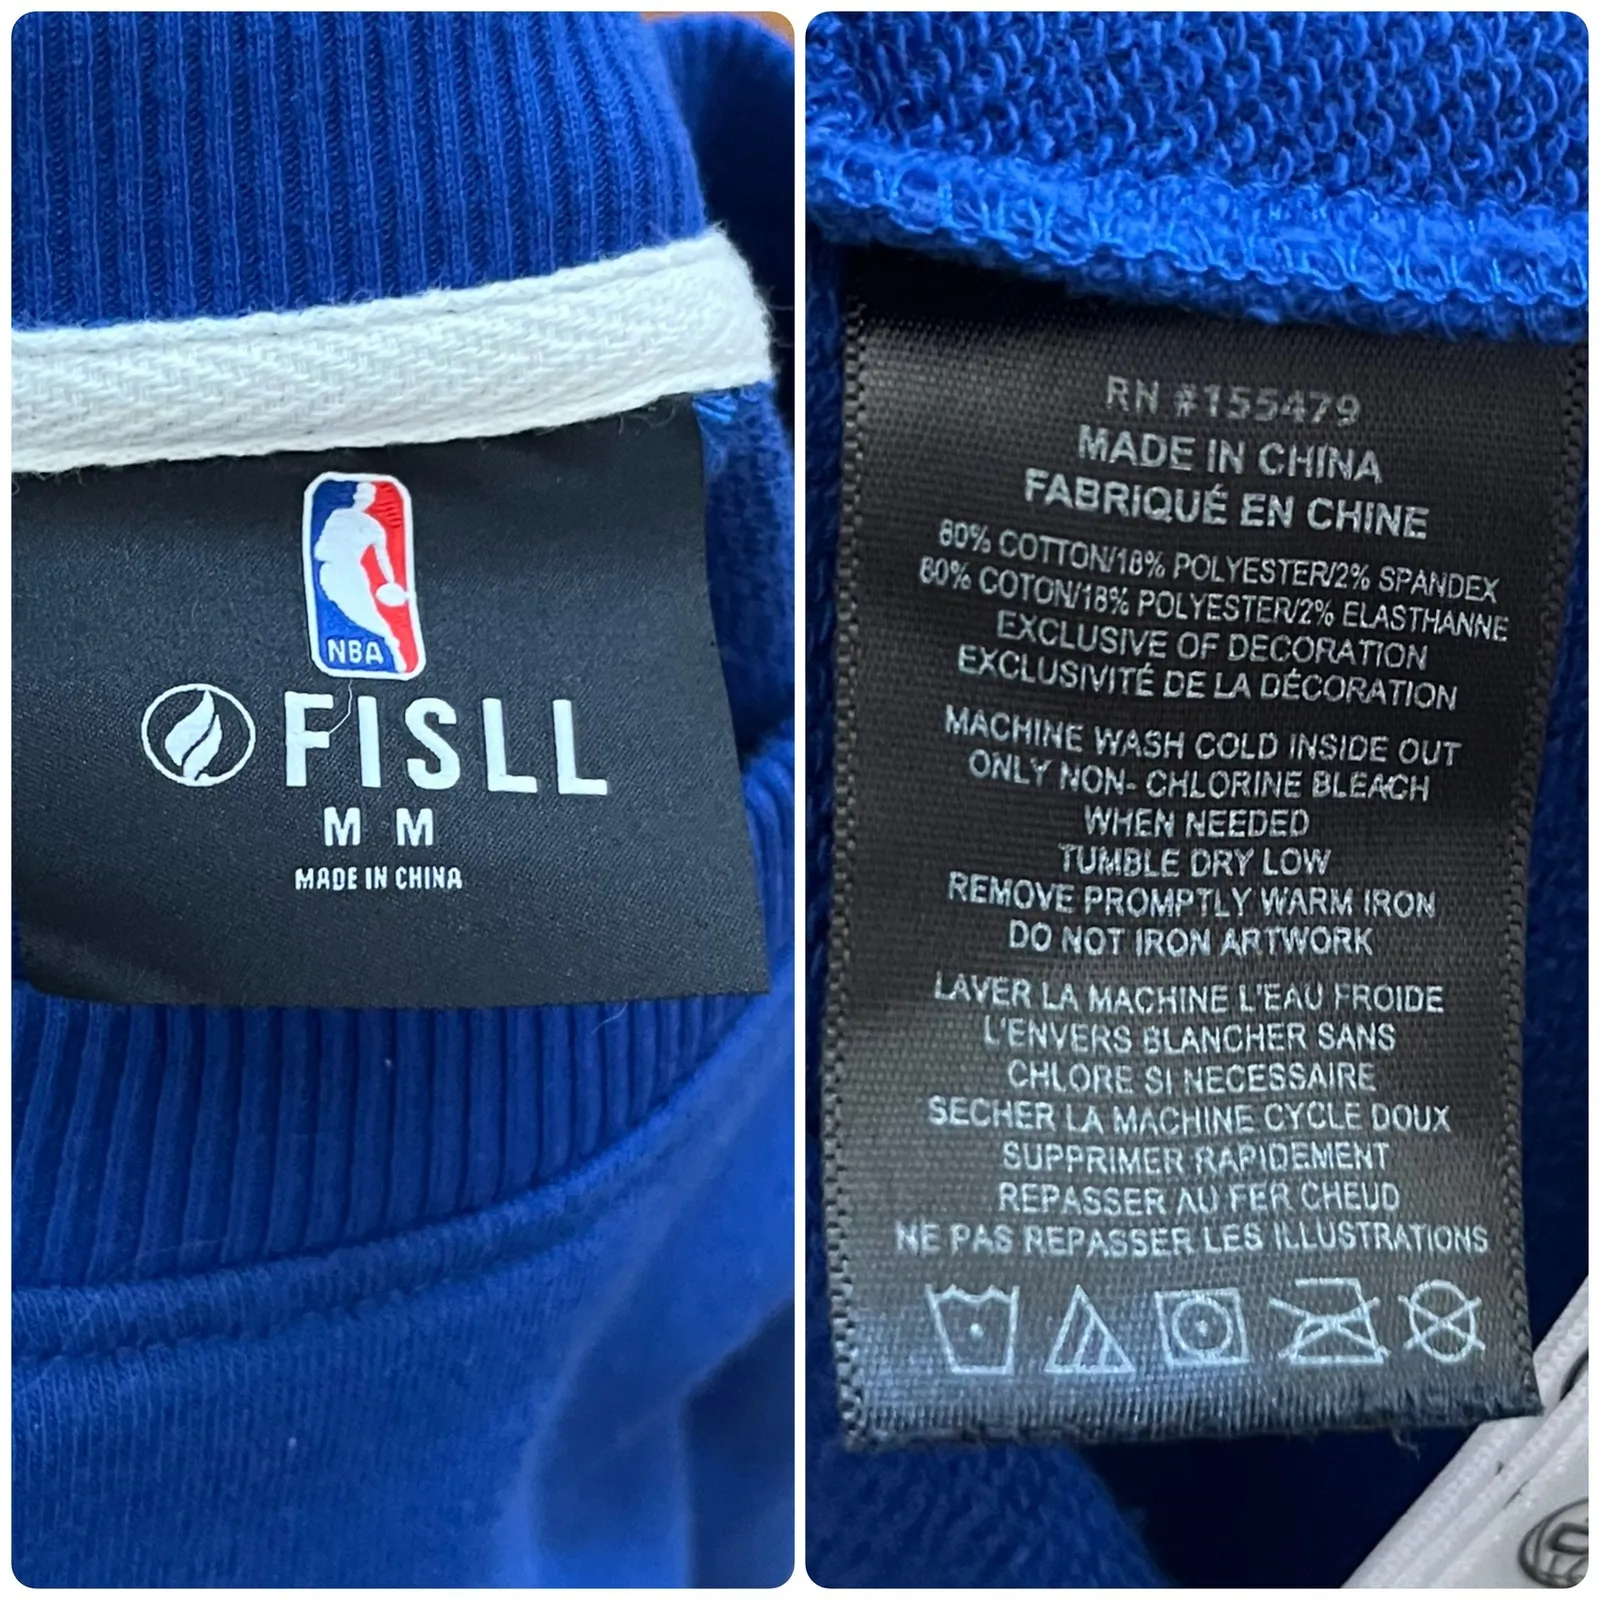 NBA
FISLL
M M
MADE IN CHINA
RN #155479
MADE IN CHINA
FABRIQUÉ EN CHINE
80% COTTON/18% POLYESTER/2% SPANDEX
80% COTON/18% POLYESTER/2% ELASTHANNE
EXCLUSIVE OF DECORATION
EXCLUSIVITÉ DE LA DÉCORATION
MACHINE WASH COLD INSIDE OUT
ONLY NON- CHLORINE BLEACH
WHEN NEEDED
TUMBLE DRY LOW
REMOVE PROMPTLY WARM IRON
DO NOT IRON ARTWORK
LAVER LA MACHINE L'EAU FROIDE
L'ENVERS BLANCHER SANS
CHLORE SI NECESSAIRE
SECHER LA MACHINE CYCLE DOUX
SUPPRIMER RAPIDEMENT
REPASSER AU FER CHEUD
NE PAS REPASSER LES ILLUSTRATIONS